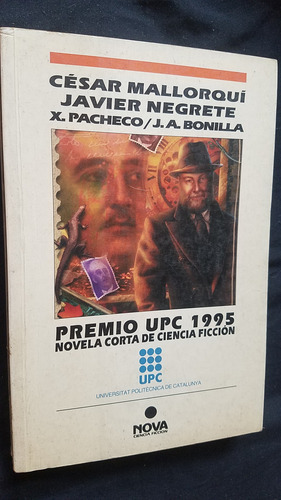 CÉSAR MALLORQUÍ
JAVIER NEGRETE
X. PACHECO/J.A. BONILLA
PREMIO UPC 1995
NOVELA CORTA DE CIENCIA FICCIÓN
UPC
UNIVERSITAT POLITÈCNICA DE CATALUNYA
NOVA
CIENCIA FICCION